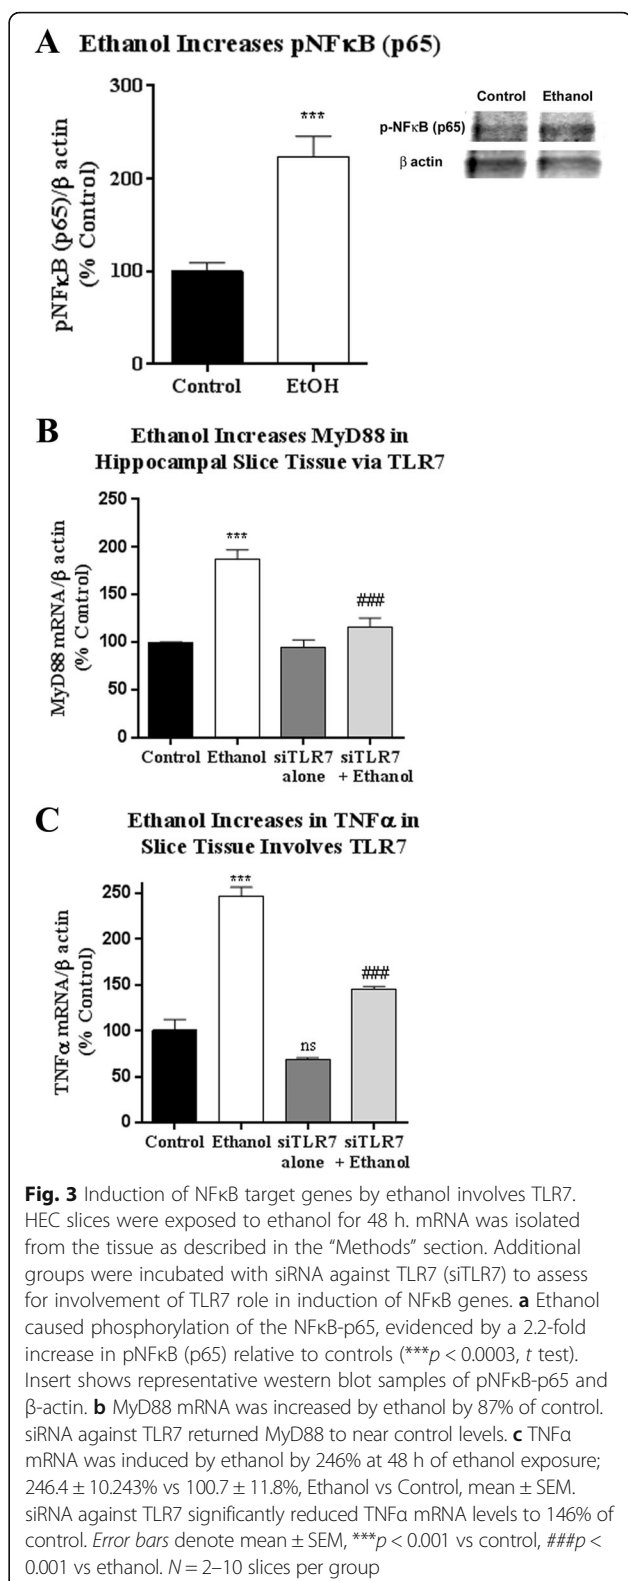 A Ethanol Increases pNFκB (p65)
pNFκB (p65)/β actin
(% Control)
300
200
100
0
***
Control EtOH
Control Ethanol
p-NFκB (p65)
β actin
B Ethanol Increases MyD88 in
Hippocampal Slice Tissue via TLR7
MyD88 mRNA/β actin
(% Control)
250
200
150
100
50
0
***
###
Control Ethanol siTLR7 siTLR7
alone + Ethanol
C Ethanol Increases in TNFα in
Slice Tissue Involves TLR7
TNFα mRNA/β actin
(% Control)
250
200
150
100
50
0
***
ns
###
Control Ethanol siTLR7 siTLR7
alone + Ethanol
Fig. 3 Induction of NFκB target genes by ethanol involves TLR7.
HEC slices were exposed to ethanol for 48 h. mRNA was isolated
from the tissue as described in the “Methods” section. Additional
groups were incubated with siRNA against TLR7 (siTLR7) to assess
for involvement of TLR7 role in induction of NFκB genes. a Ethanol
caused phosphorylation of the NFκB-p65, evidenced by a 2.2-fold
increase in pNFκB (p65) relative to controls (***p < 0.0003, t test).
Insert shows representative western blot samples of pNFκB-p65 and
β-actin. b MyD88 mRNA was increased by ethanol by 87% of control.
siRNA against TLR7 returned MyD88 to near control levels. c TNFα
mRNA was induced by ethanol by 246% at 48 h of ethanol exposure;
246.4 ± 10.243% vs 100.7 ± 11.8%, Ethanol vs Control, mean ± SEM.
siRNA against TLR7 significantly reduced TNFα mRNA levels to 146% of
control. Error bars denote mean ± SEM, ***p < 0.001 vs control, ###p <
0.001 vs ethanol. N = 2–10 slices per group